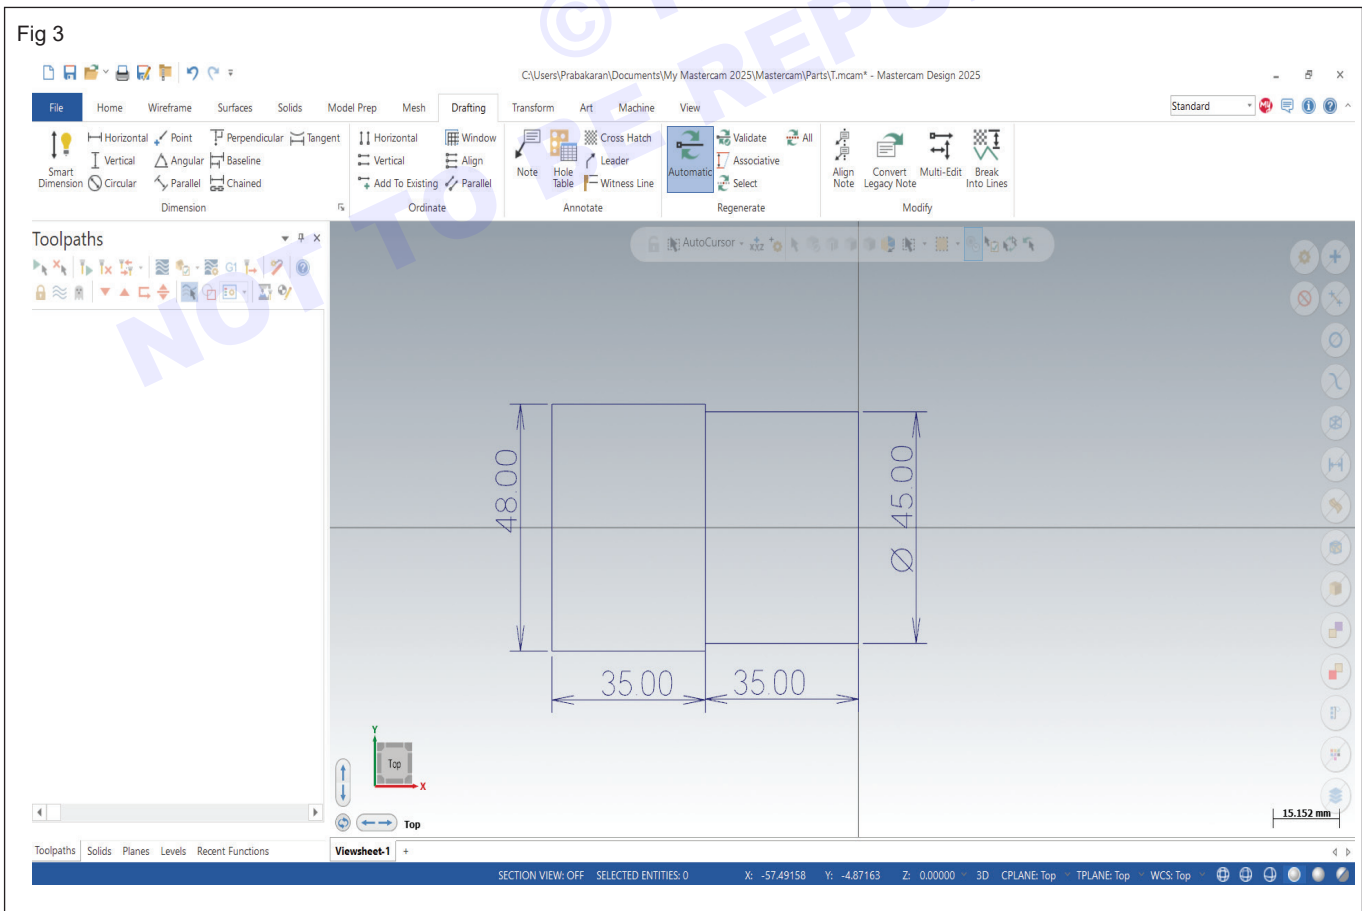 Fig 3
C:\Users\Prabakaran\Documents\My Mastercam 2025\Mastercam\Parts\T.mcam* - Mastercam Design 2025
File Home Wireframe Surfaces Solids Model Prep Mesh Drafting Transform Art Machine View Standard
Horizontal Point Perpendicular Tangent Horizontal Window Cross Hatch Validate All
Vertical Angular Baseline Vertical Align Leader Associative
Smart Dimension Circular Parallel Chained Add To Existing Parallel Note Hole Table Witness Line Automatic Select Align Note Convert Legacy Note Multi-Edit Break Into Lines
Dimension Ordinate Annotate Regenerate Modify
Toolpaths
AutoCursor
G1
48.00
Ø 45.00
35.00 35.00
Y
Top
X
Top
15.152 mm
Toolpaths Solids Planes Levels Recent Functions Viewsheet-1 +
SECTION VIEW: OFF SELECTED ENTITIES: 0 X: -57.49158 Y: -4.87163 Z: 0.00000 3D CPLANE: Top TPLANE: Top WCS: Top
NOT TO BE REPU
©